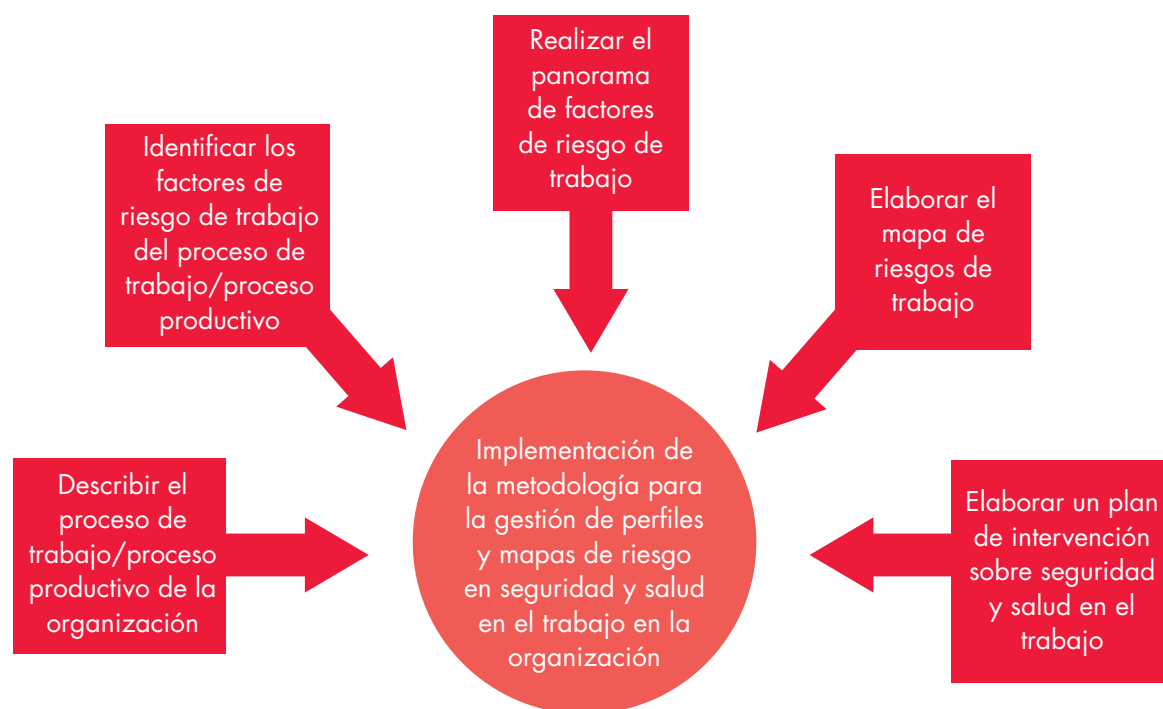 Describir el
proceso de
trabajo/proceso
productivo de la
organización
Identificar los
factores de
riesgo de trabajo
del proceso de
trabajo/proceso
productivo
Realizar el
panorama
de factores
de riesgo de
trabajo
Elaborar el
mapa de
riesgos de
trabajo
Elaborar un plan
de intervención
sobre seguridad
y salud en el
trabajo
Implementación de
la metodología para
la gestión de perfiles
y mapas de riesgo
en seguridad y salud
en el trabajo en la
organización